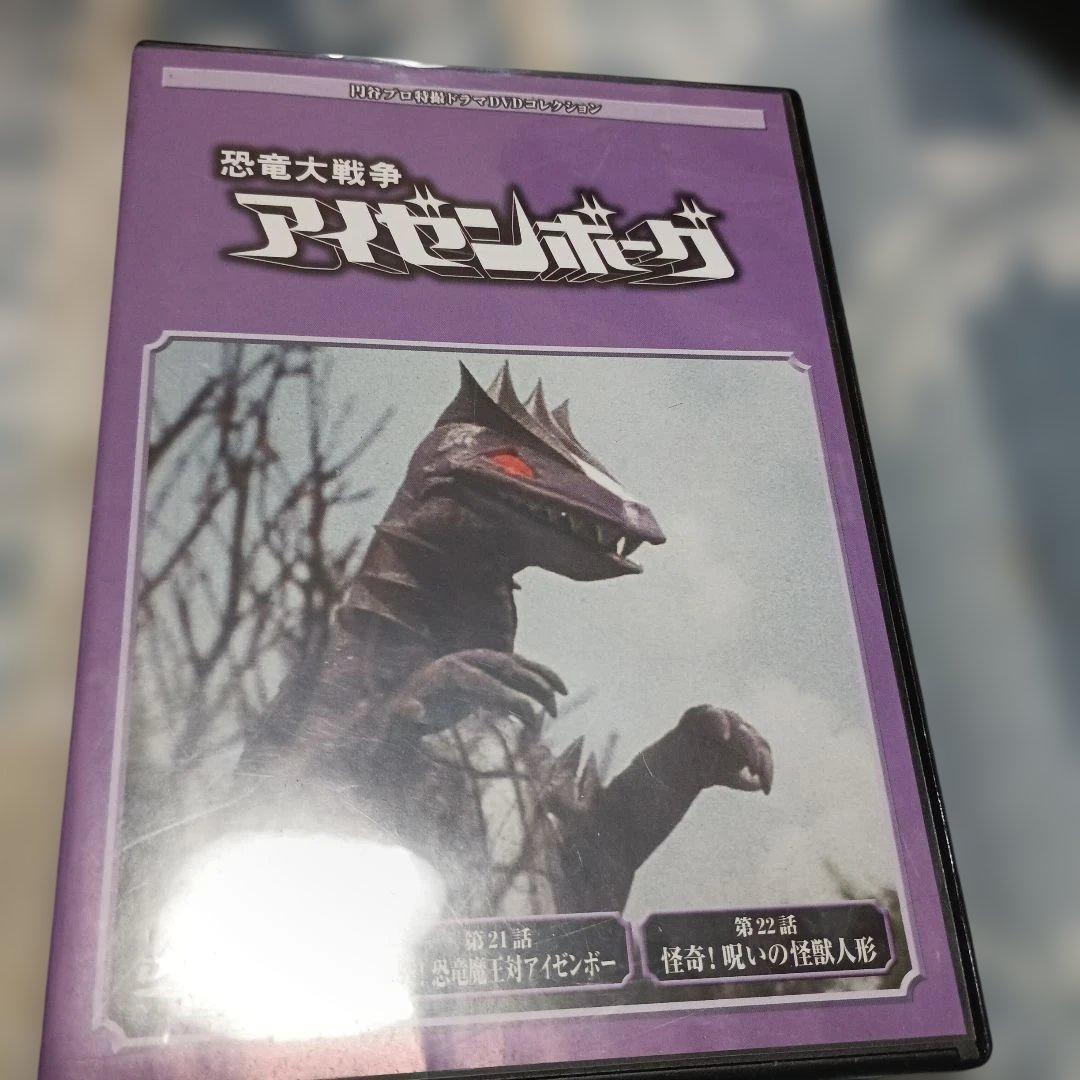 円谷プロ特撮ドラマDVDコレクション
恐竜大戦争
アイゼンボーグ
第21話
！恐竜魔王対アイゼンボー
第22話
怪奇！呪いの怪獣人形